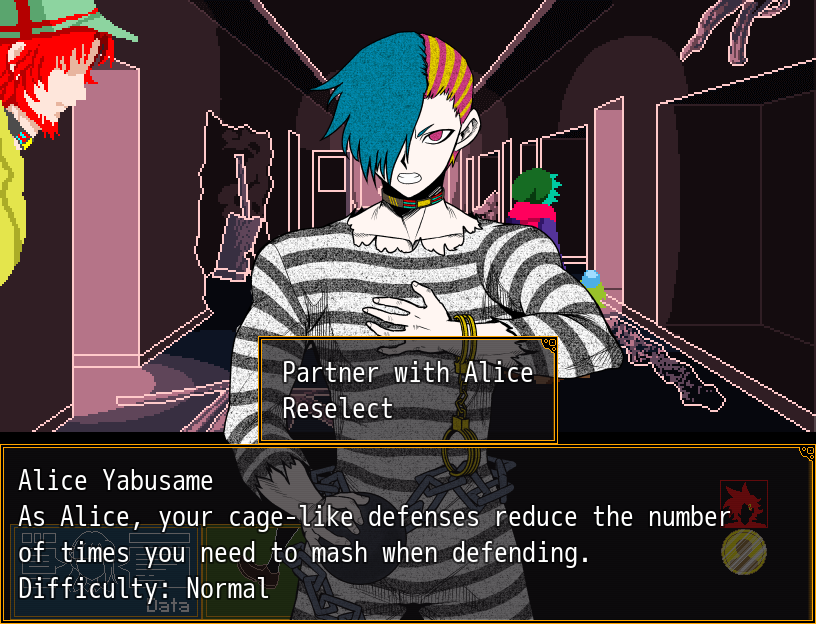 Partner with Alice
Reselect
Alice Yabusame
As Alice, your cage-like defenses reduce the number
of times you need to mash when defending.
Difficulty: Normal
Data